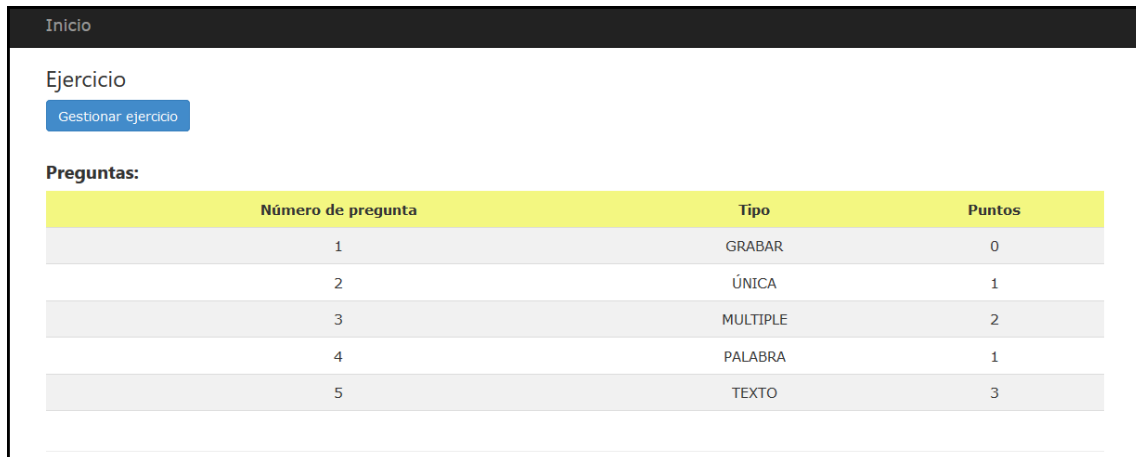 Inicio
Ejercicio
Gestionar ejercicio
Preguntas:
Número de pregunta Tipo Puntos
1 GRABAR 0
2 ÚNICA 1
3 MULTIPLE 2
4 PALABRA 1
5 TEXTO 3